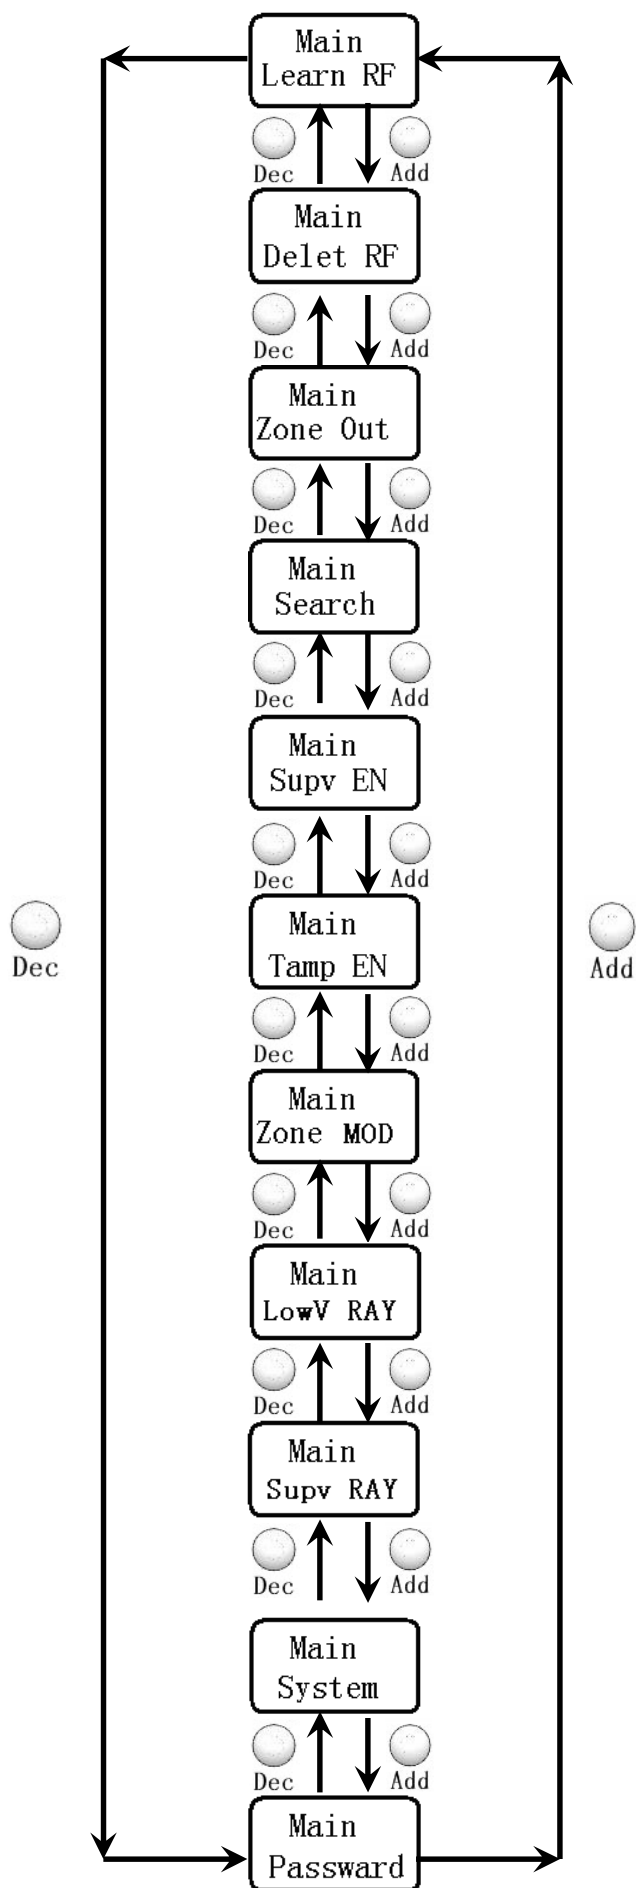 Main
Learn RF
Dec Add
Main
Delet RF
Dec Add
Main
Zone Out
Dec Add
Main
Search
Dec Add
Main
Supv EN
Dec Add
Main
Tamp EN
Dec Add
Dec Add
Main
Zone MOD
Dec Add
Main
LowV RAY
Dec Add
Main
Supv RAY
Dec Add
Main
System
Dec Add
Main
Passward